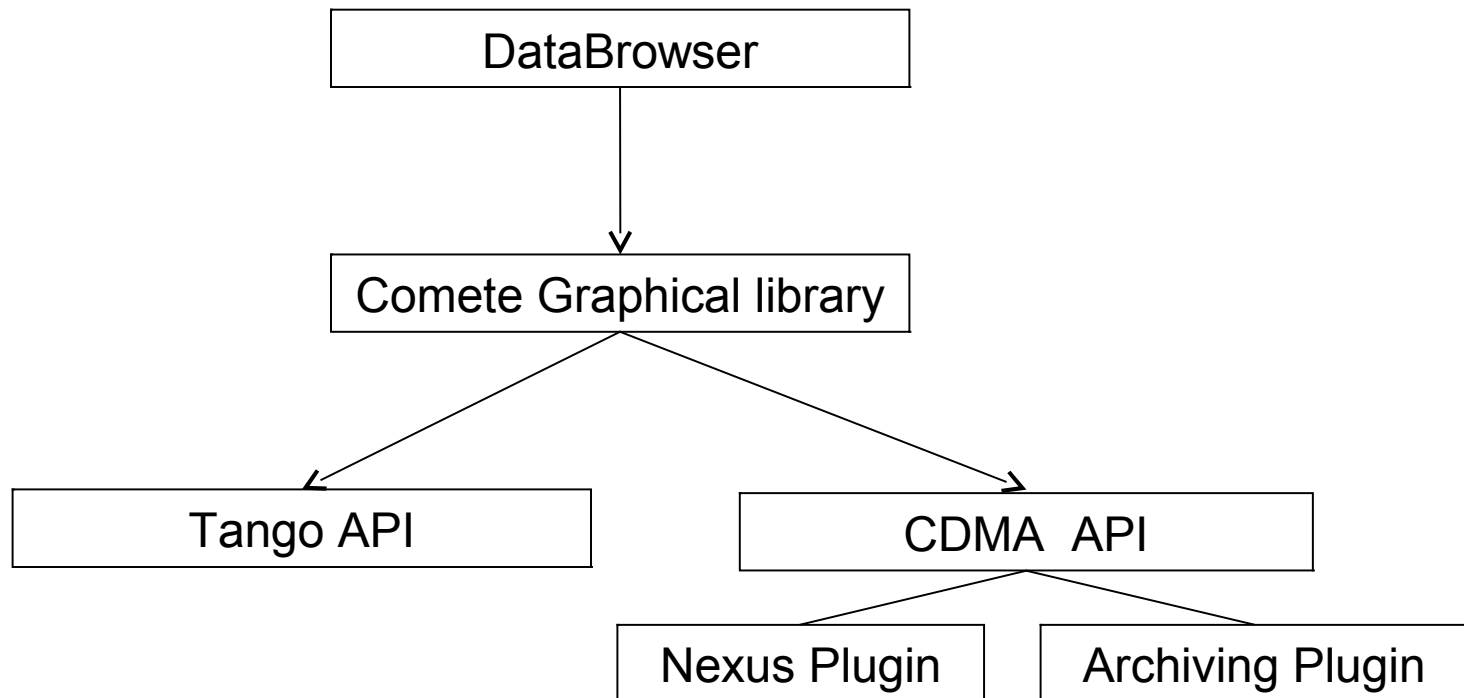 DataBrowser
Comete Graphical library
Tango API
CDMA  API
Nexus Plugin
Archiving Plugin